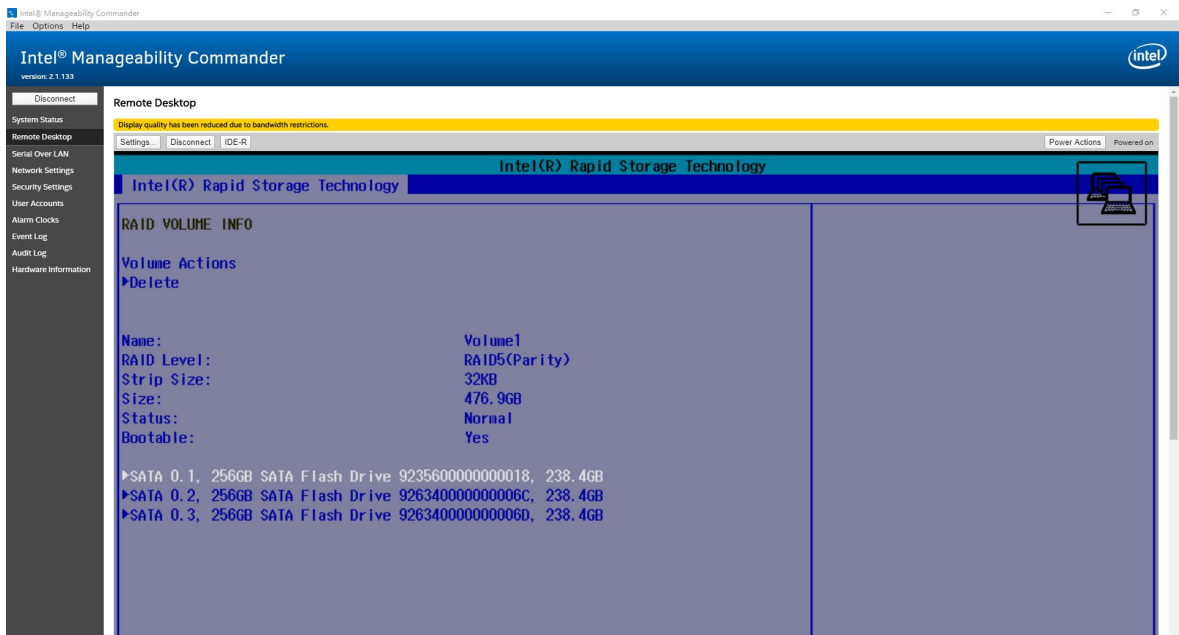 Intel® Manageability Commander
File Options Help
Intel® Manageability Commander
intel
version: 2.1.133
Disconnect
System Status
Remote Desktop
Serial Over LAN
Network Settings
Security Settings
User Accounts
Alarm Clocks
Event Log
Audit Log
Hardware Information
Remote Desktop
Display quality has been reduced due to bandwidth restrictions.
Settings... Disconnect IDE-R Power Actions Powered on
Intel(R) Rapid Storage Technology
Intel(R) Rapid Storage Technology
RAID VOLUME INFO
Volume Actions
▶Delete
Name: Volume1
RAID Level: RAID5(Parity)
Strip Size: 32KB
Size: 476.9GB
Status: Normal
Bootable: Yes
▶SATA 0.1, 256GB SATA Flash Drive 9235600000000018, 238.4GB
▶SATA 0.2, 256GB SATA Flash Drive 926340000000006C, 238.4GB
▶SATA 0.3, 256GB SATA Flash Drive 926340000000006D, 238.4GB